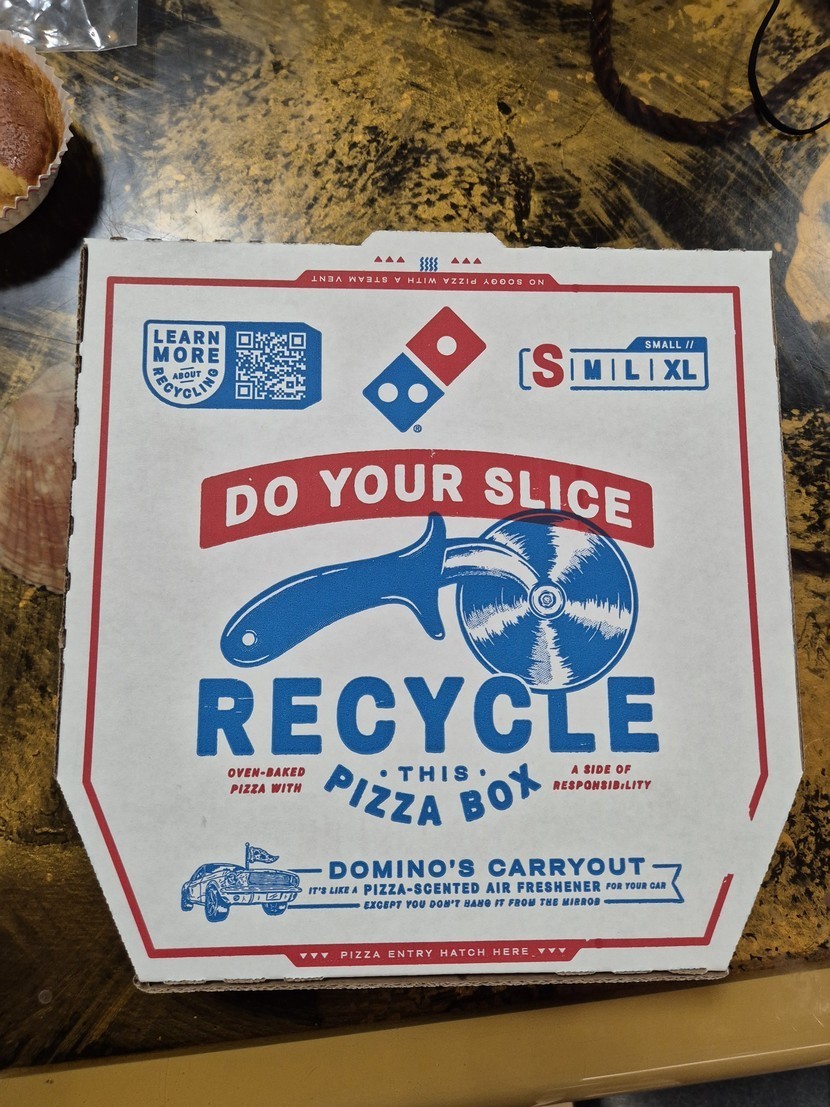 NO SOGGY PIZZA WITH A STEAM VENT
LEARN
MORE
ABOUT
RECYCLING
SMALL //
S | M | L | XL
®
DO YOUR SLICE
RECYCLE
OVEN-BAKED
PIZZA WITH
• THIS •
PIZZA BOX
A SIDE OF
RESPONSIBILITY
DOMINO'S CARRYOUT
IT'S LIKE A PIZZA-SCENTED AIR FRESHENER FOR YOUR CAR
EXCEPT YOU DON'T HANG IT FROM THE MIRROR
PIZZA ENTRY HATCH HERE